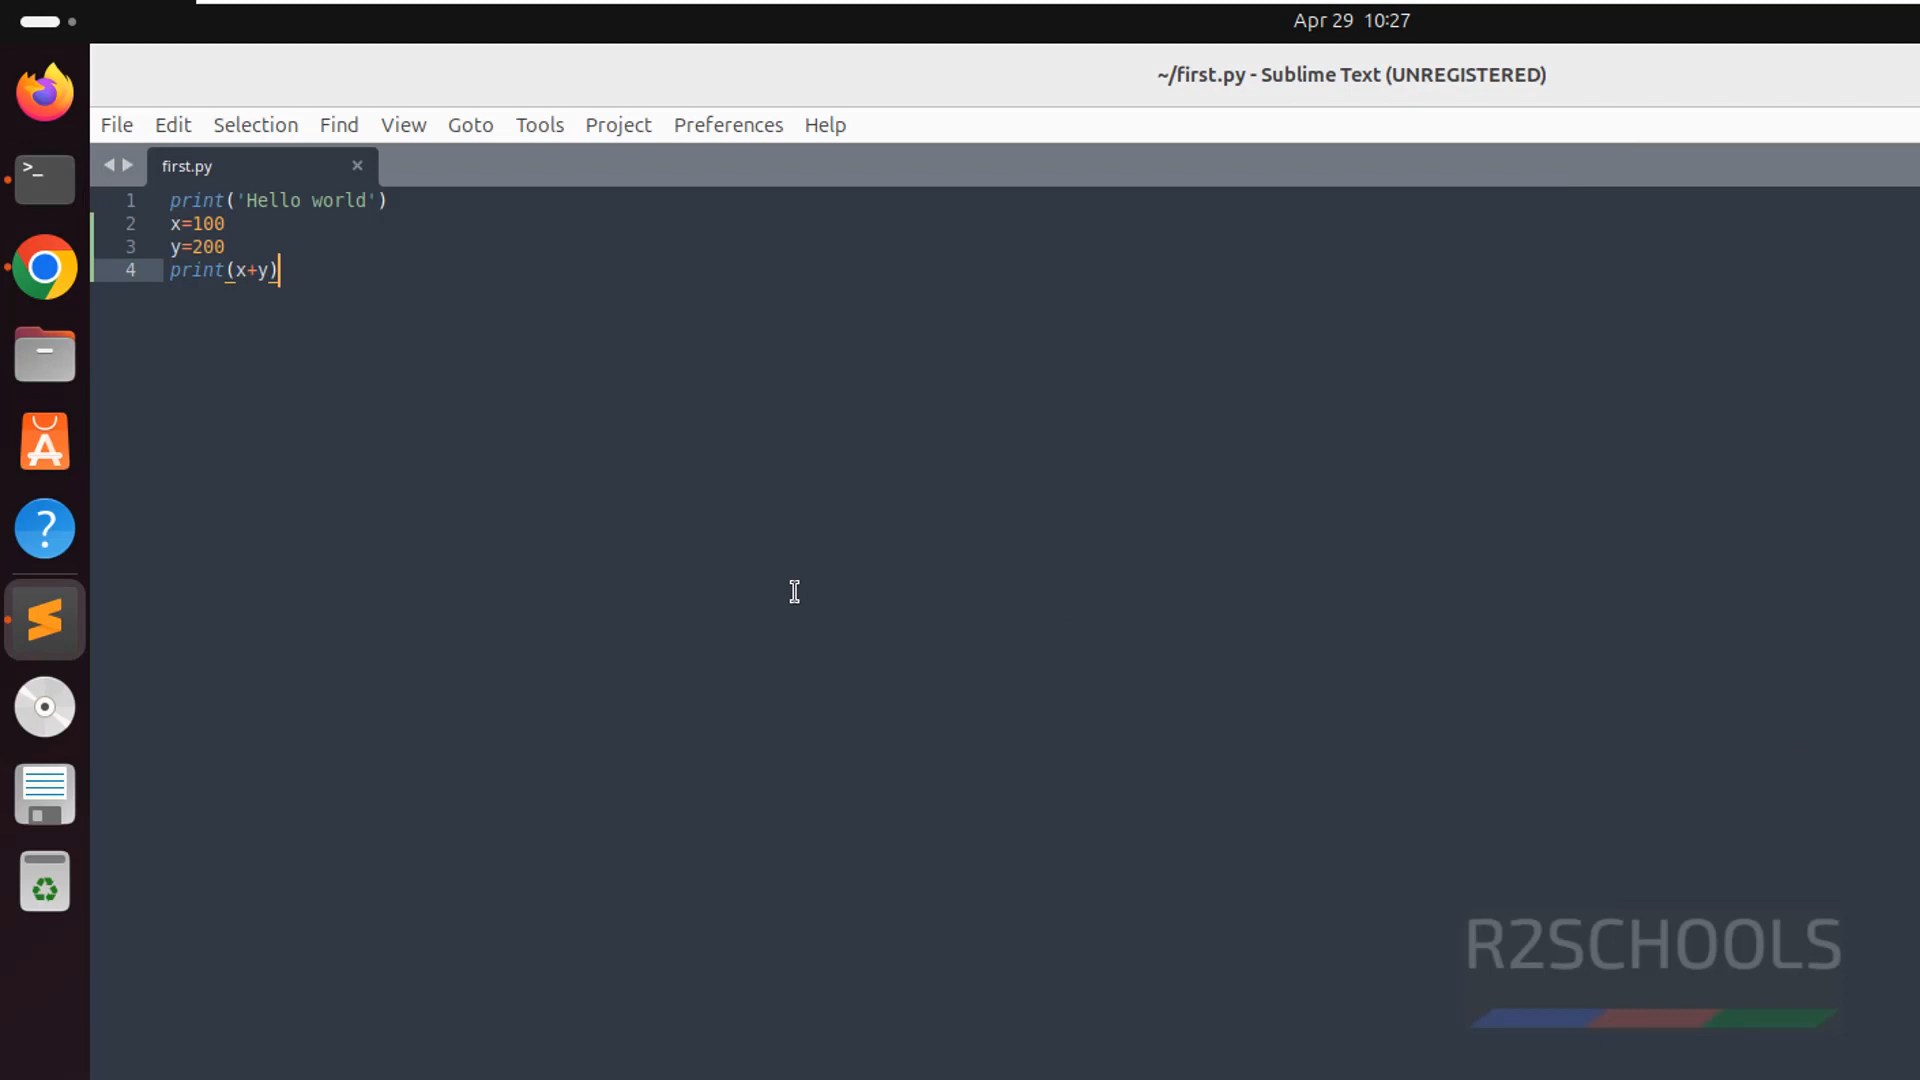 Apr 29 10:27
~/first.py - Sublime Text (UNREGISTERED)
File Edit Selection Find View Goto Tools Project Preferences Help
first.py ×
1 print('Hello world')
2 x=100
3 y=200
4 print(x+y)
R2SCHOOLS